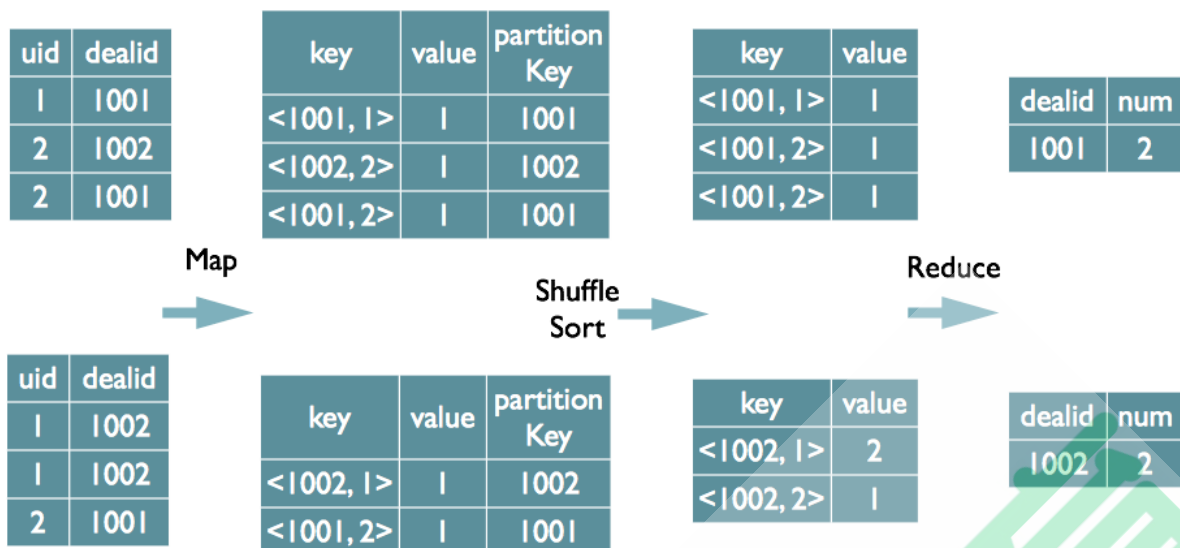 uid dealid
1 1001
2 1002
2 1001
key value partition Key
<1001, 1> 1 1001
<1002, 2> 1 1002
<1001, 2> 1 1001
key value
<1001, 1> 1
<1001, 2> 1
<1001, 2> 1
dealid num
1001 2
Map
Shuffle
Sort
Reduce
uid dealid
1 1002
1 1002
2 1001
key value partition Key
<1002, 1> 1 1002
<1001, 2> 1 1001
key value
<1002, 1> 2
<1002, 2> 1
dealid num
1002 2